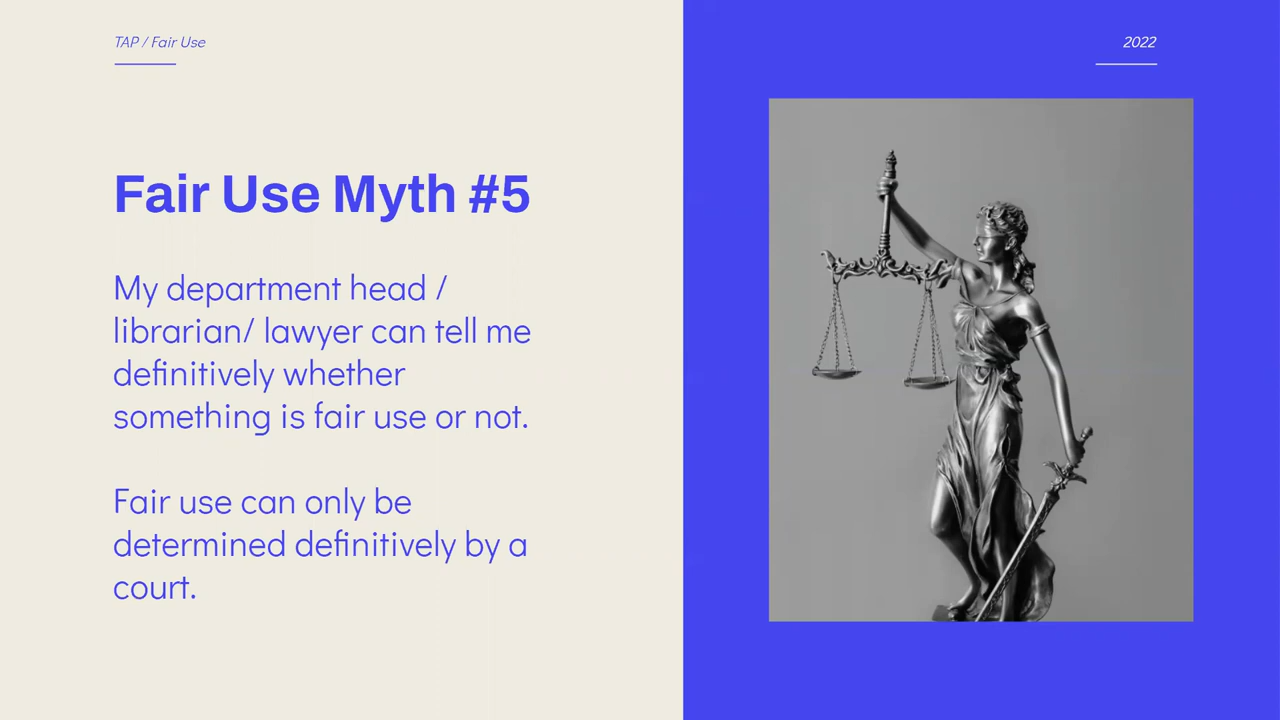 TAP / Fair Use
2022
Fair Use Myth #5
My department head /
librarian/ lawyer can tell me
definitively whether
something is fair use or not.
Fair use can only be
determined definitively by a
court.